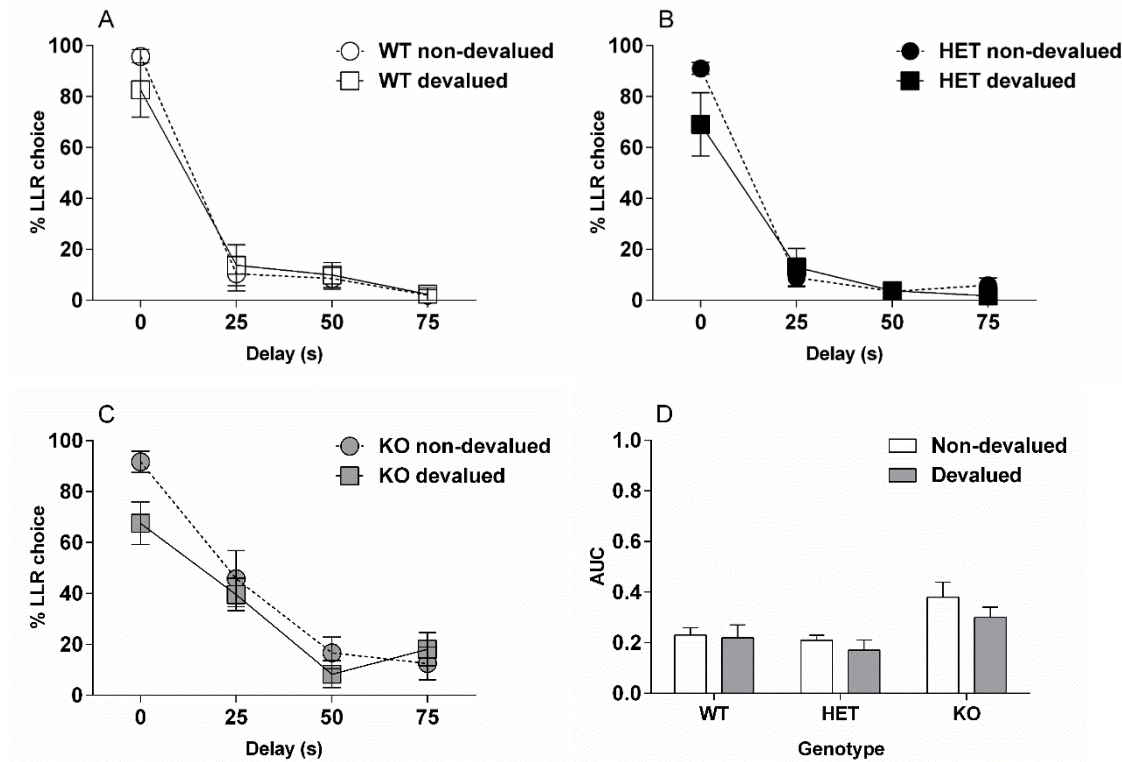 A
100
80
60
40
20
0
% LLR choice
WT non-devalued
WT devalued
0 25 50 75
Delay (s)
B
100
80
60
40
20
0
% LLR choice
HET non-devalued
HET devalued
0 25 50 75
Delay (s)
C
100
80
60
40
20
0
% LLR choice
KO non-devalued
KO devalued
0 25 50 75
Delay (s)
D
1.0
0.8
0.6
0.4
0.2
0.0
AUC
Non-devalued
Devalued
WT HET KO
Genotype